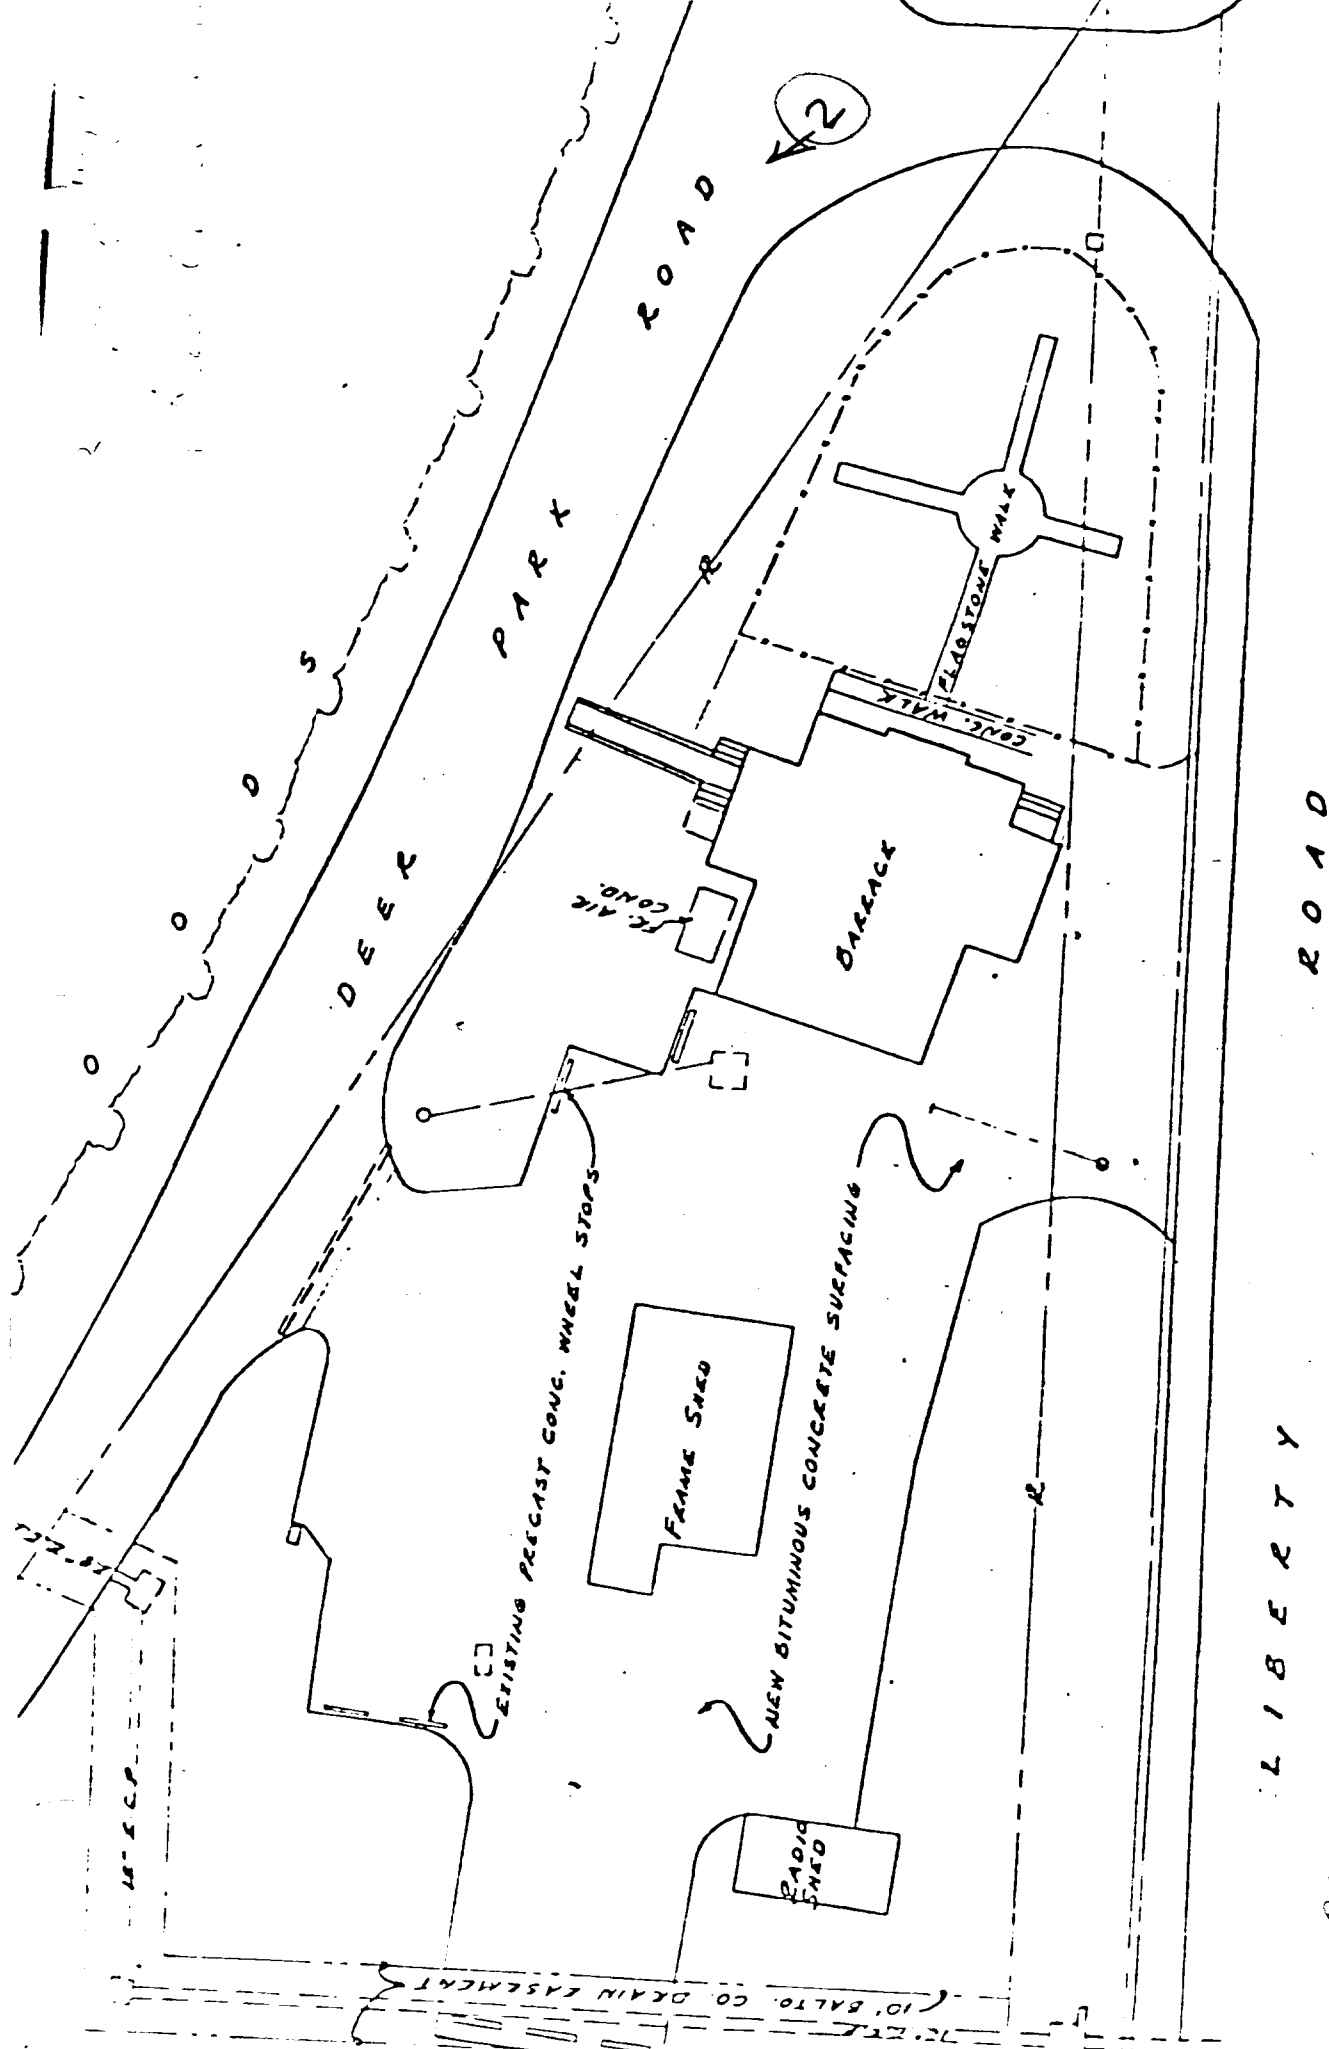 2
DEER PARK ROAD
WOODS
R
FLAGSTONE WALK
CONC. WALK
BARRACK
FR. AIR
COND.
EXISTING PRECAST CONC. WHEEL STOPS
NEW BITUMINOUS CONCRETE SURFACING
FRAME SHED
RADIO
SHED
R
LIBERTY ROAD
10' BALTO. CO. DRAIN EASEMENT